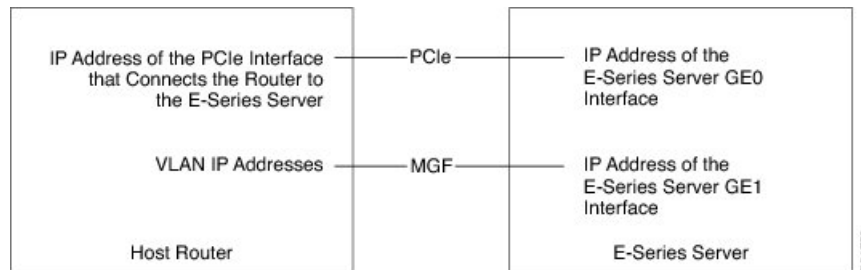 IP Address of the PCIe Interface
that Connects the Router to
the E-Series Server
PCIe
IP Address of the
E-Series Server GE0
Interface
VLAN IP Addresses
MGF
IP Address of the
E-Series Server GE1
Interface
Host Router
E-Series Server